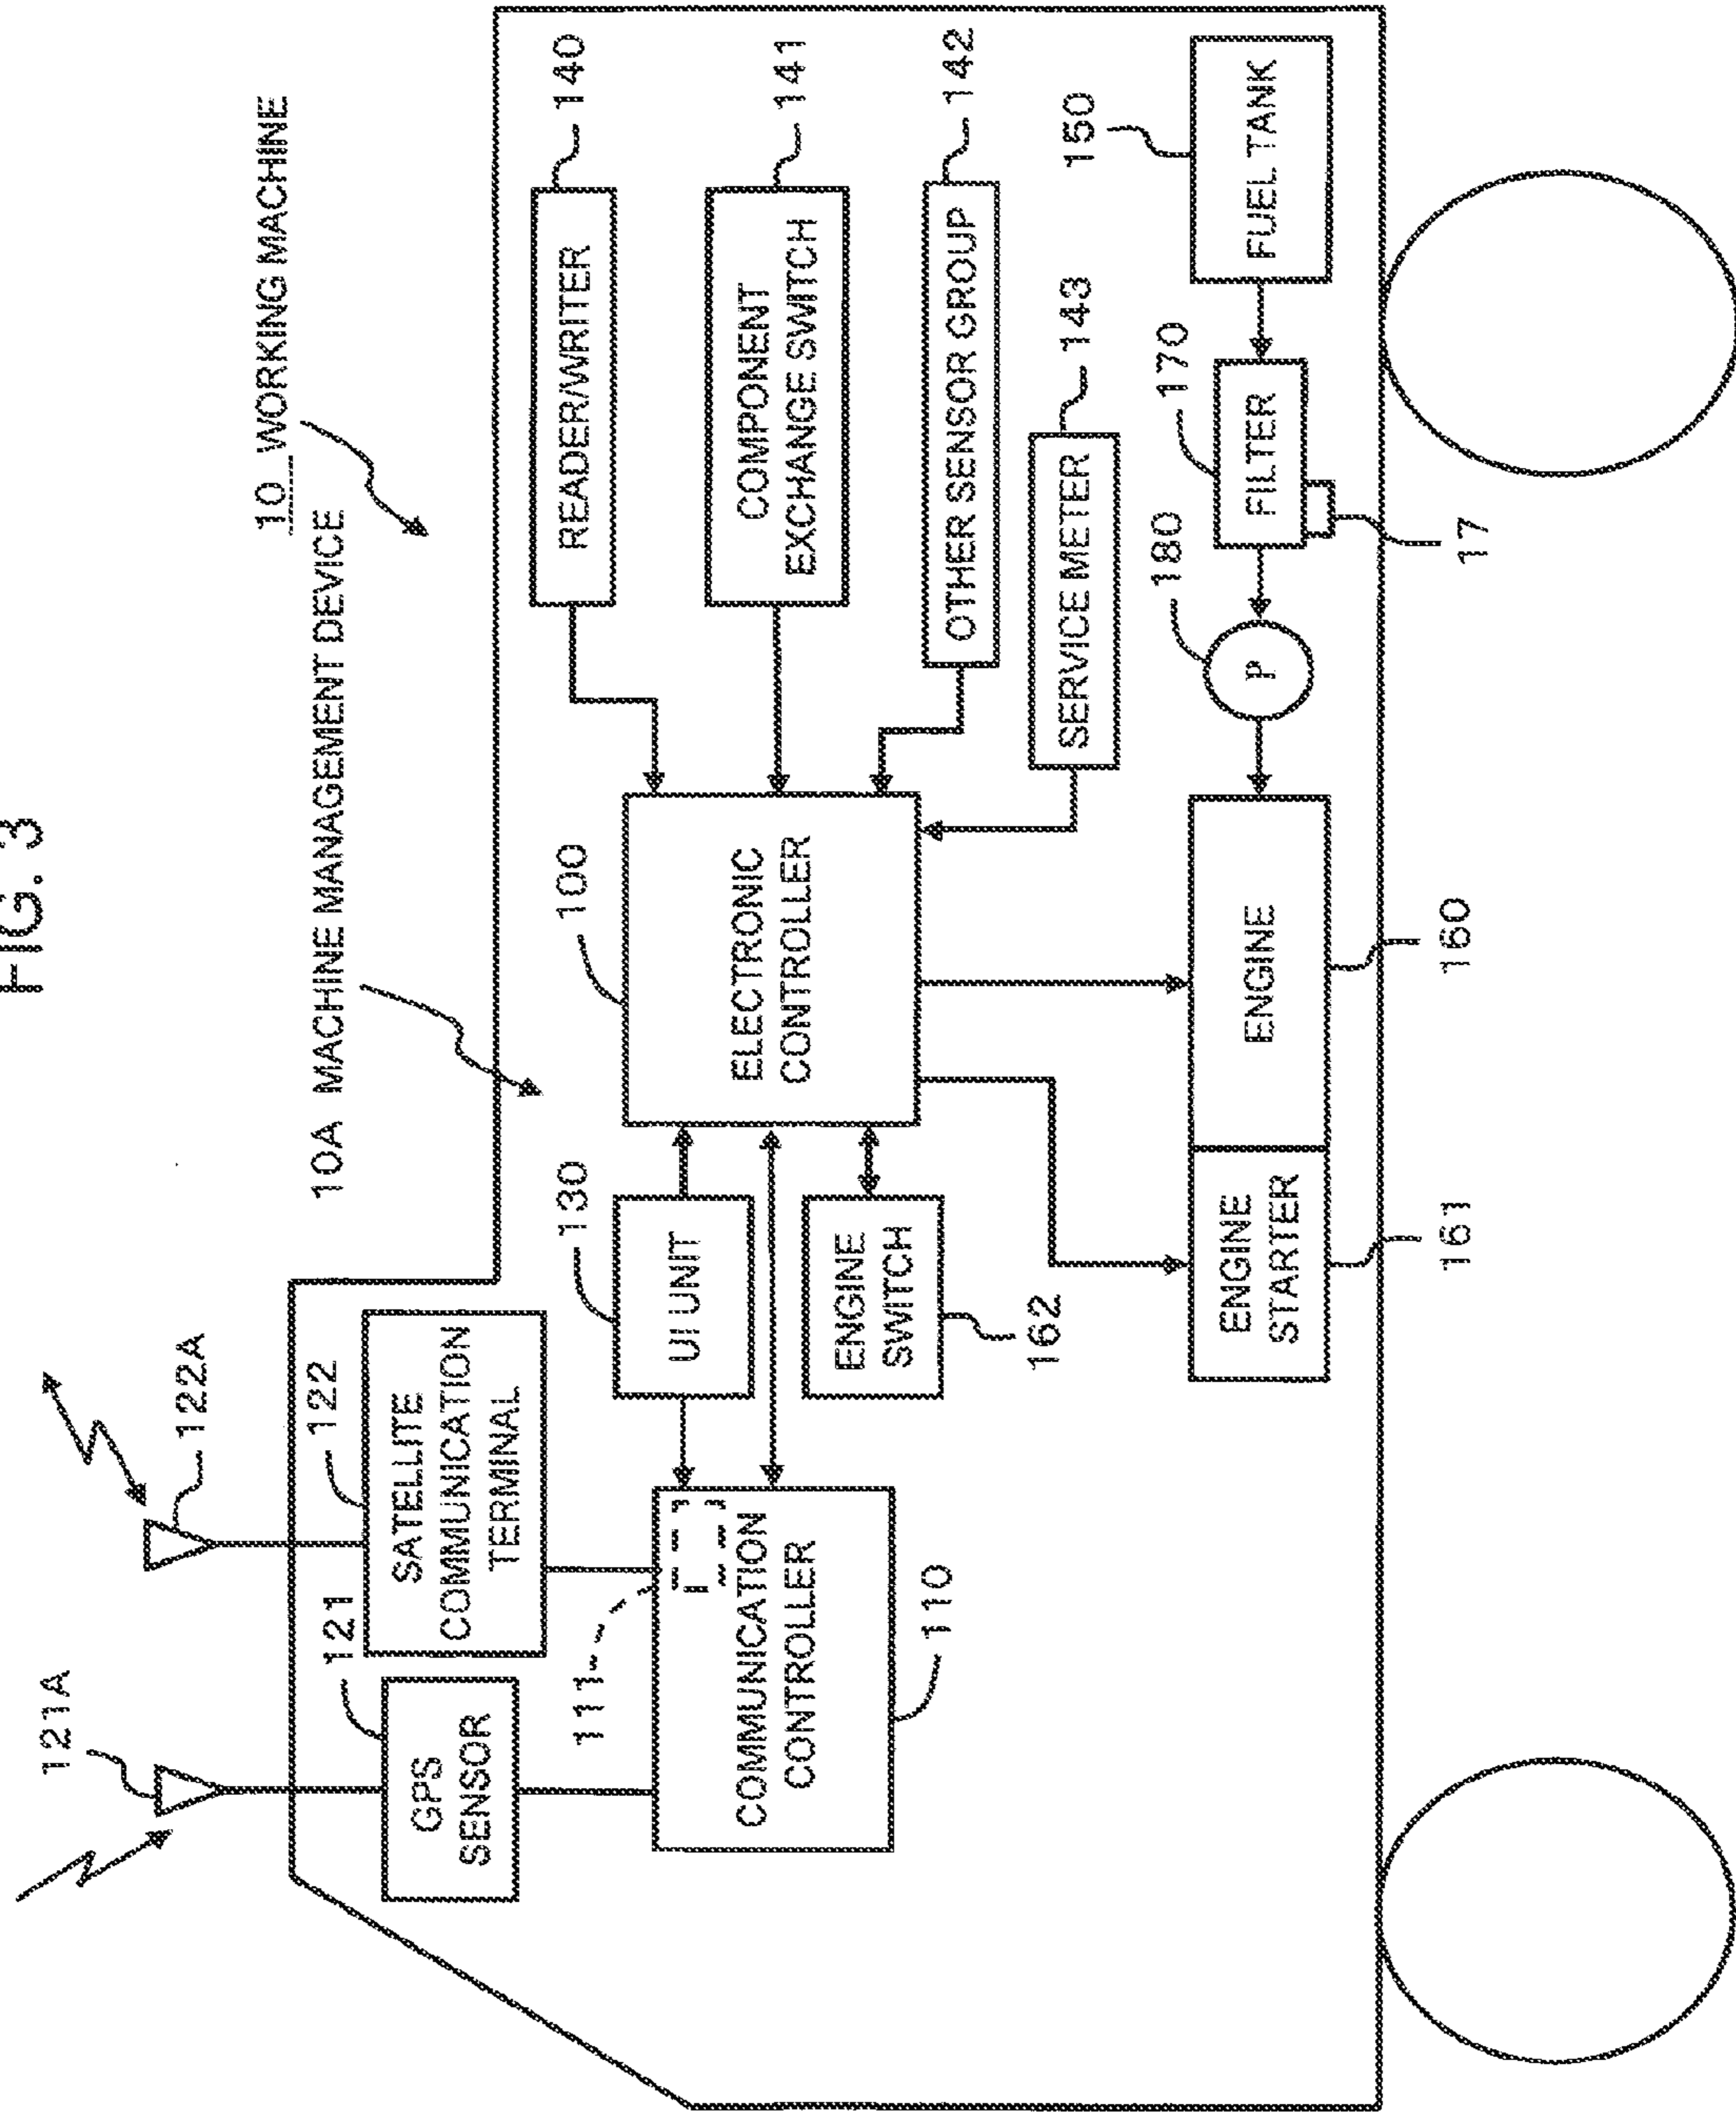 FIG. 3
10 WORKING MACHINE
10A MACHINE MANAGEMENT DEVICE
121A
122A
121
122
GPS
SENSOR
SATELLITE
COMMUNICATION
TERMINAL
111
COMMUNICATION
CONTROLLER
110
130
UI UNIT
ENGINE
SWITCH
162
100
ELECTRONIC
CONTROLLER
READER/WRITER
140
COMPONENT
EXCHANGE SWITCH
141
OTHER SENSOR GROUP
142
SERVICE METER
143
ENGINE
STARTER
161
ENGINE
160
P
180
FILTER
170
17
FUEL TANK
150